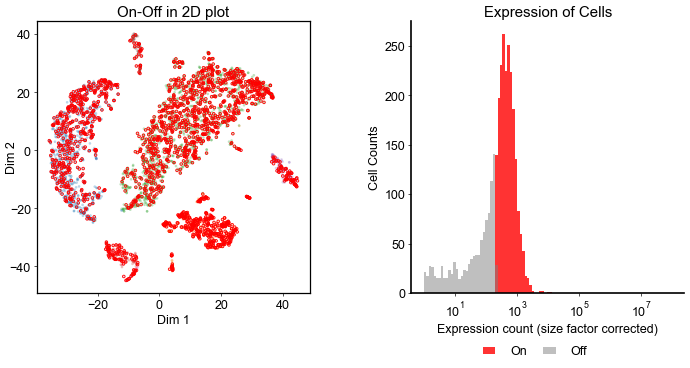 On-Off in 2D plot
Expression of Cells
Dim 2
40
20
0
−20
−40
−20
0
20
40
Dim 1
Cell Counts
250
200
150
100
50
0
10^1
10^3
10^5
10^7
Expression count (size factor corrected)
On
Off